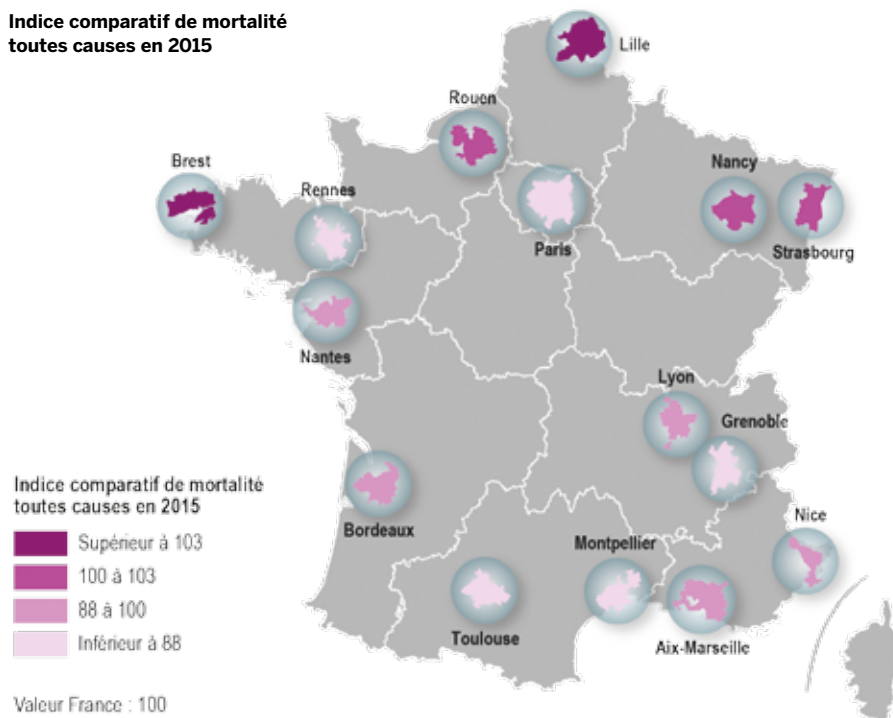 Indice comparatif de mortalité
toutes causes en 2015
Lille
Rouen
Brest
Rennes
Nancy
Paris
Strasbourg
Nantes
Lyon
Grenoble
Bordeaux
Nice
Montpellier
Toulouse
Aix-Marseille
Indice comparatif de mortalité
toutes causes en 2015
Supérieur à 103
100 à 103
88 à 100
Inférieur à 88
Valeur France : 100